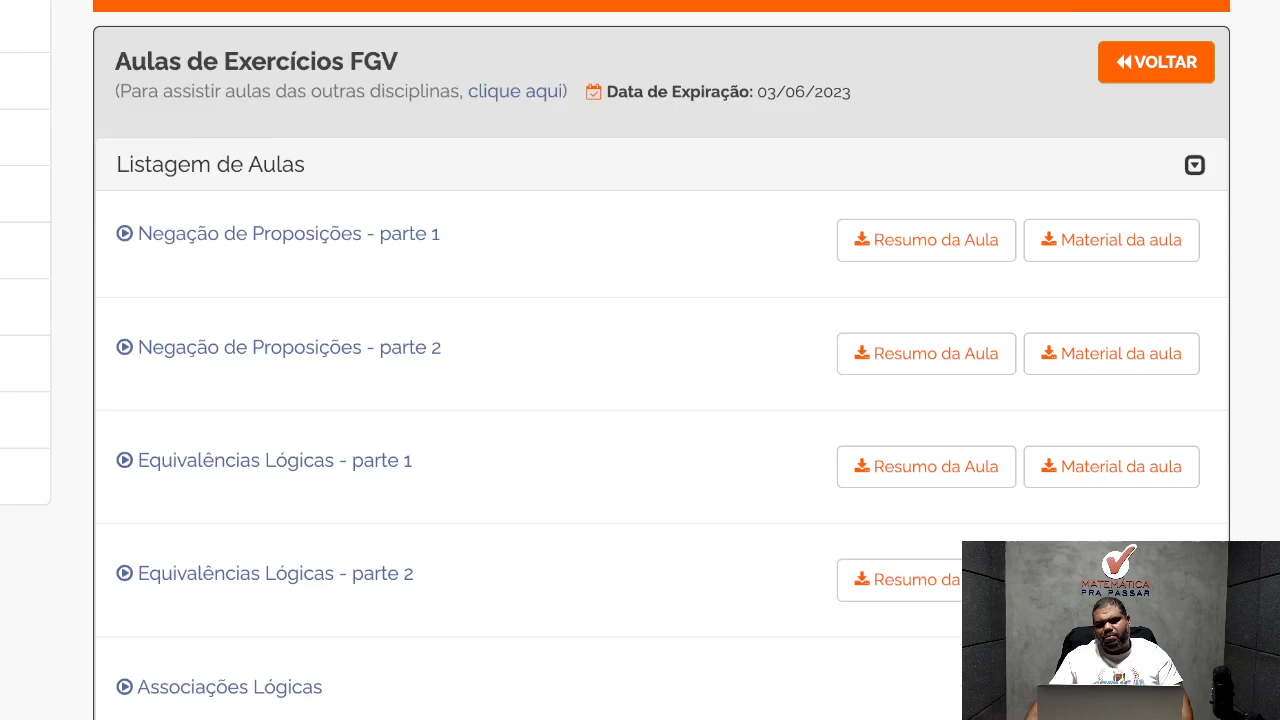 Aulas de Exercícios FGV
VOLTAR
(Para assistir aulas das outras disciplinas, clique aqui) Data de Expiração: 03/06/2023
Listagem de Aulas
Negação de Proposições - parte 1
Resumo da Aula
Material da aula
Negação de Proposições - parte 2
Resumo da Aula
Material da aula
Equivalências Lógicas - parte 1
Resumo da Aula
Material da aula
Equivalências Lógicas - parte 2
Resumo da
MATEMÁTICA
PRA PASSAR
Associações Lógicas